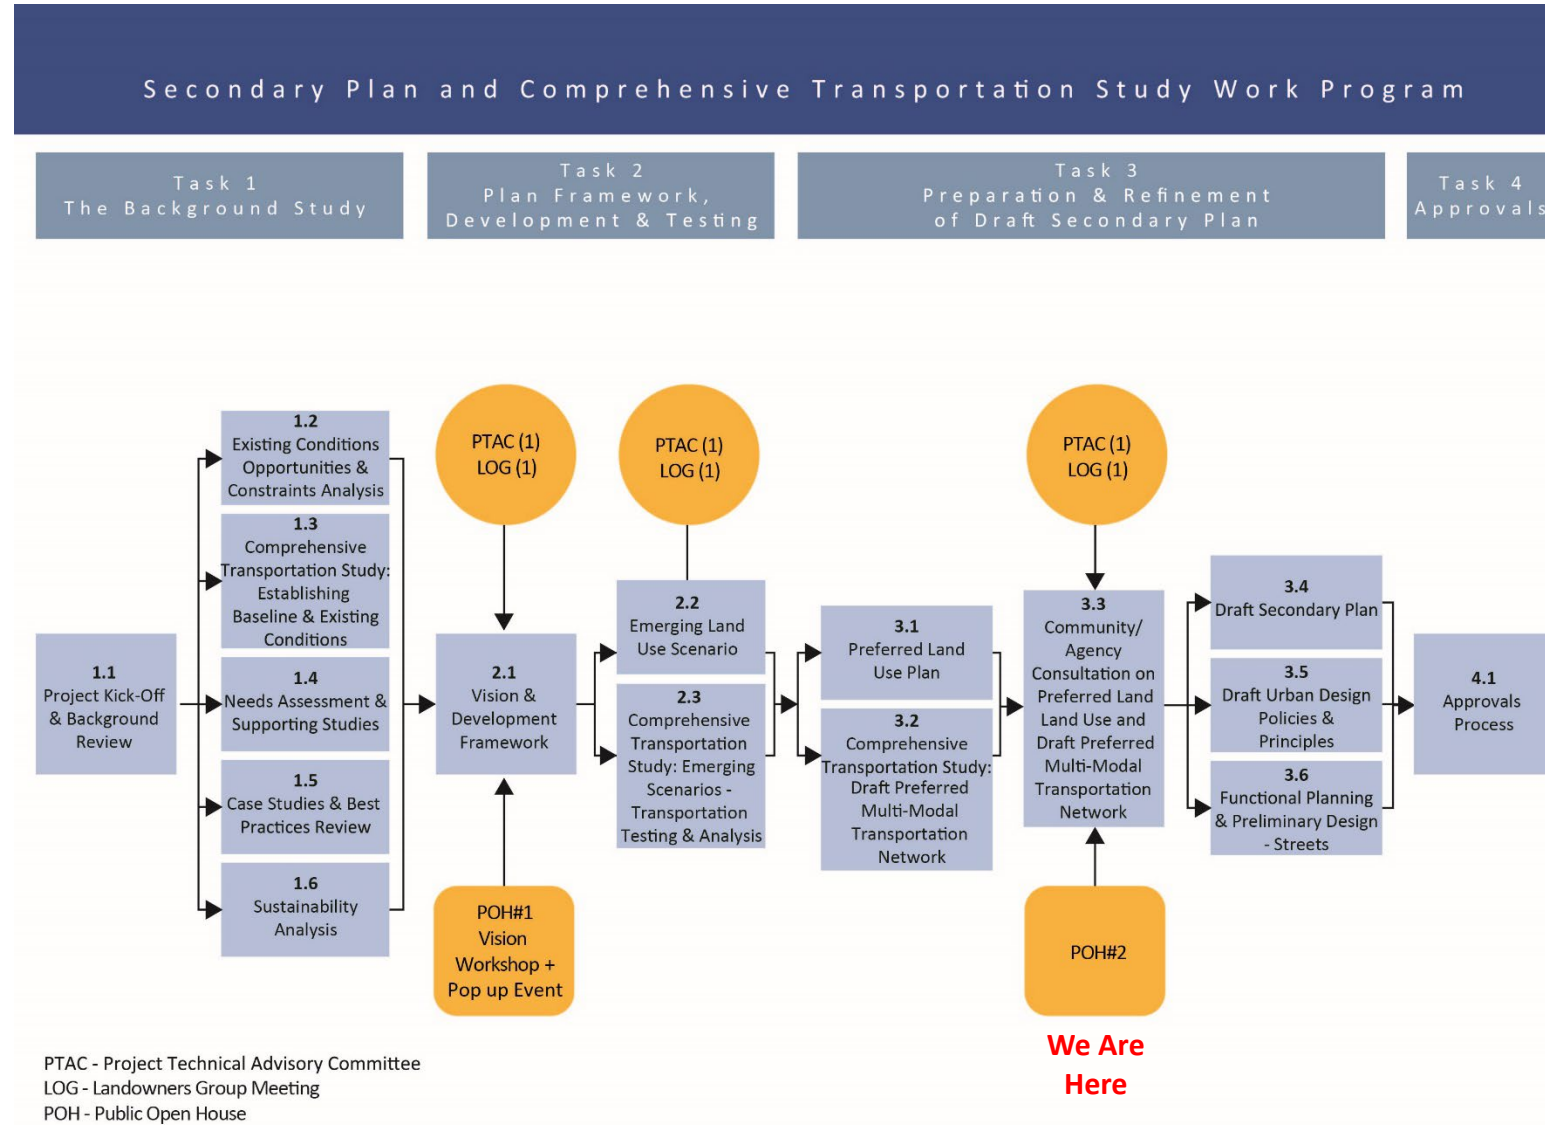 Secondary Plan and Comprehensive Transportation Study Work Program
Task 1
The Background Study
Task 2
Plan Framework,
Development & Testing
Task 3
Preparation & Refinement
of Draft Secondary Plan
Task 4
Approvals
1.1
Project Kick-Off
& Background
Review
1.2
Existing Conditions
Opportunities &
Constraints Analysis
1.3
Comprehensive
Transportation Study:
Establishing
Baseline & Existing
Conditions
1.4
Needs Assessment &
Supporting Studies
1.5
Case Studies & Best
Practices Review
1.6
Sustainability
Analysis
PTAC (1)
LOG (1)
2.1
Vision &
Development
Framework
POH#1
Vision
Workshop +
Pop up Event
PTAC (1)
LOG (1)
2.2
Emerging Land
Use Scenario
2.3
Comprehensive
Transportation
Study: Emerging
Scenarios -
Transportation
Testing & Analysis
3.1
Preferred Land
Use Plan
3.2
Comprehensive
Transportation Study:
Draft Preferred
Multi-Modal
Transportation
Network
PTAC (1)
LOG (1)
3.3
Community/
Agency
Consultation on
Preferred Land
Land Use and
Draft Preferred
Multi-Modal
Transportation
Network
POH#2
We Are
Here
3.4
Draft Secondary Plan
3.5
Draft Urban Design
Policies &
Principles
3.6
Functional Planning
& Preliminary Design
- Streets
4.1
Approvals
Process
PTAC - Project Technical Advisory Committee
LOG - Landowners Group Meeting
POH - Public Open House